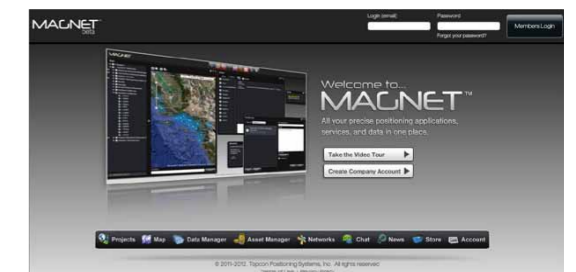 MAGNET
beta
Login (email)
Password
Forgot your password?
Members Login
Welcome to...
MAGNET™
All your precise positioning applications,
services, and data in one place.
Take the Video Tour
Create Company Account
Projects Map Data Manager Asset Manager Networks Chat News Store Account
© 2011-2012, Topcon Positioning Systems, Inc. All rights reserved.